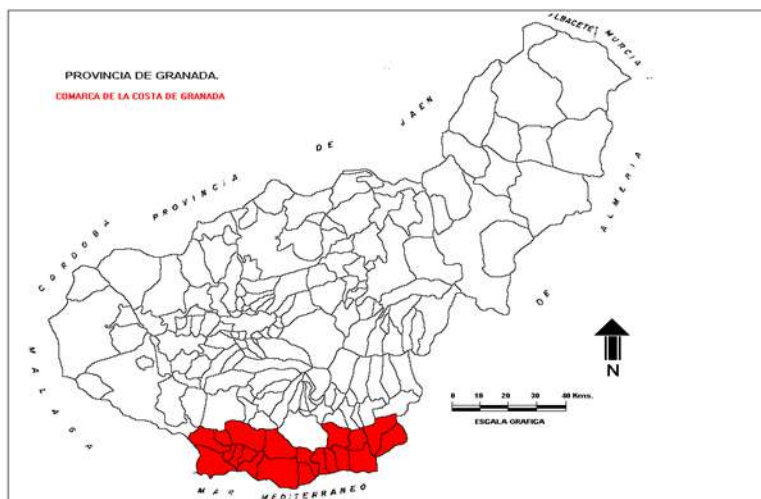 ALBACETE
MURCIA
PROVINCIA DE GRANADA.
COMARCA DE LA COSTA DE GRANADA
PROVINCIA DE JAEN
CORDOBA
ALMERIA
DE
MALAGA
N
0 10 20 30 40 Kms.
ESCALA GRAFICA
MAR MEDITERRANEO